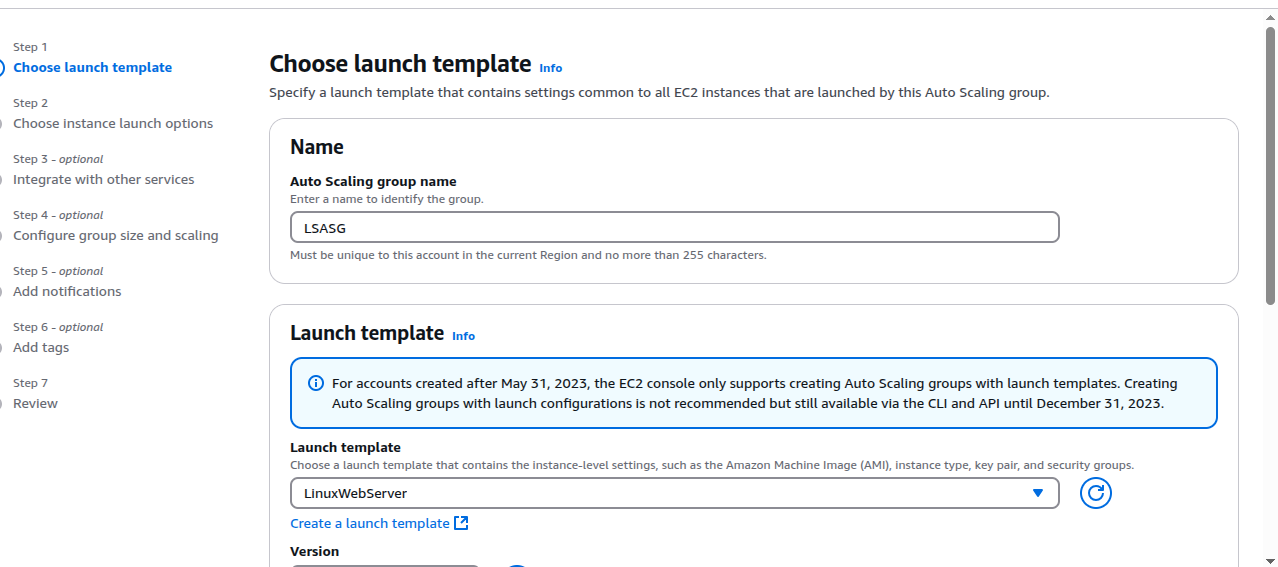 Step 1
Choose launch template
Step 2
Choose instance launch options
Step 3 - optional
Integrate with other services
Step 4 - optional
Configure group size and scaling
Step 5 - optional
Add notifications
Step 6 - optional
Add tags
Step 7
Review
Choose launch template Info
Specify a launch template that contains settings common to all EC2 instances that are launched by this Auto Scaling group.
Name
Auto Scaling group name
Enter a name to identify the group.
LSASG
Must be unique to this account in the current Region and no more than 255 characters.
Launch template Info
For accounts created after May 31, 2023, the EC2 console only supports creating Auto Scaling groups with launch templates. Creating
Auto Scaling groups with launch configurations is not recommended but still available via the CLI and API until December 31, 2023.
Launch template
Choose a launch template that contains the instance-level settings, such as the Amazon Machine Image (AMI), instance type, key pair, and security groups.
LinuxWebServer
Create a launch template
Version